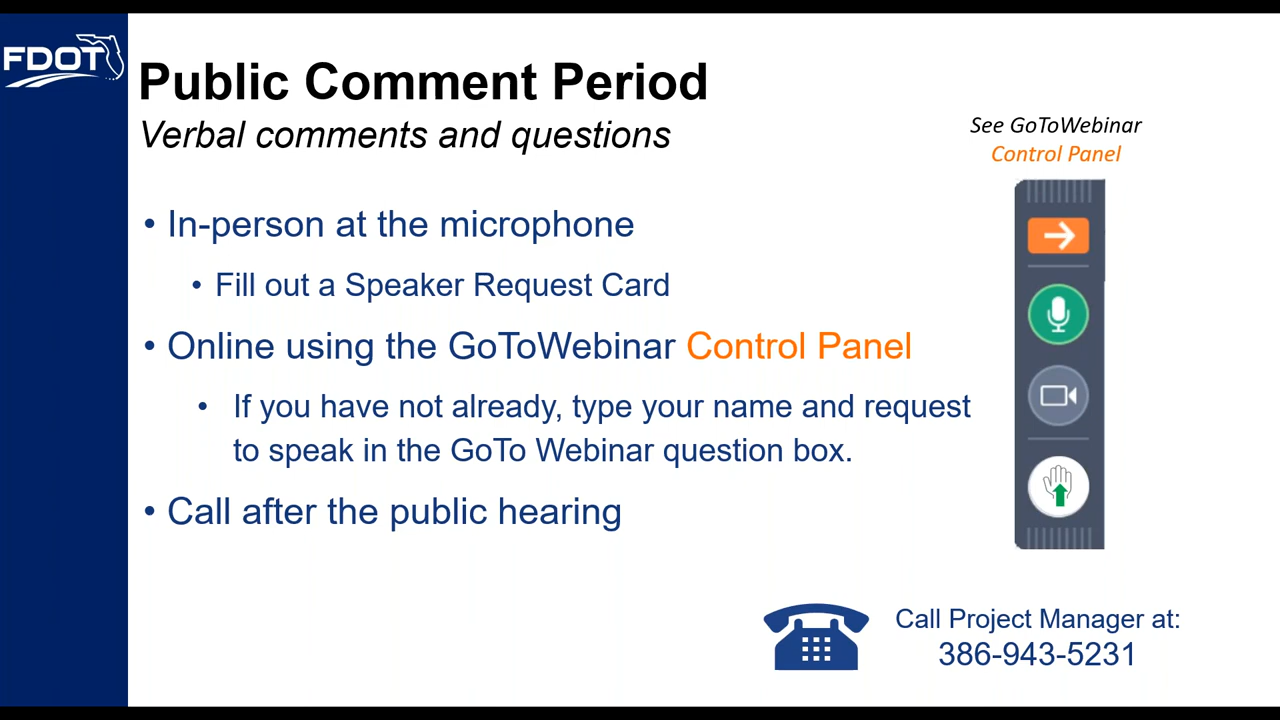 FDOT
Public Comment Period
Verbal comments and questions
See GoToWebinar
Control Panel
• In-person at the microphone
• Fill out a Speaker Request Card
• Online using the GoToWebinar Control Panel
• If you have not already, type your name and request
to speak in the GoTo Webinar question box.
• Call after the public hearing
Call Project Manager at:
386-943-5231